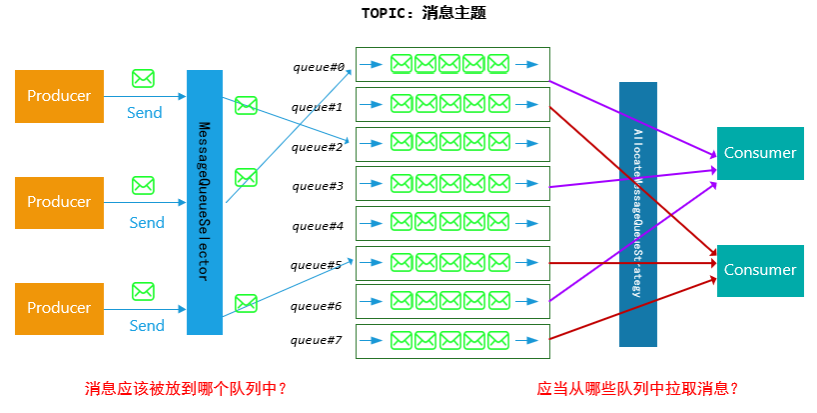 TOPIC：消息主题
Producer
Send
Producer
Send
Producer
Send
MessageQueueSelector
queue#0
queue#1
queue#2
queue#3
queue#4
queue#5
queue#6
queue#7
AllocateMessageQueueStrategy
Consumer
Consumer
消息应该被放到哪个队列中？
应当从哪些队列中拉取消息？